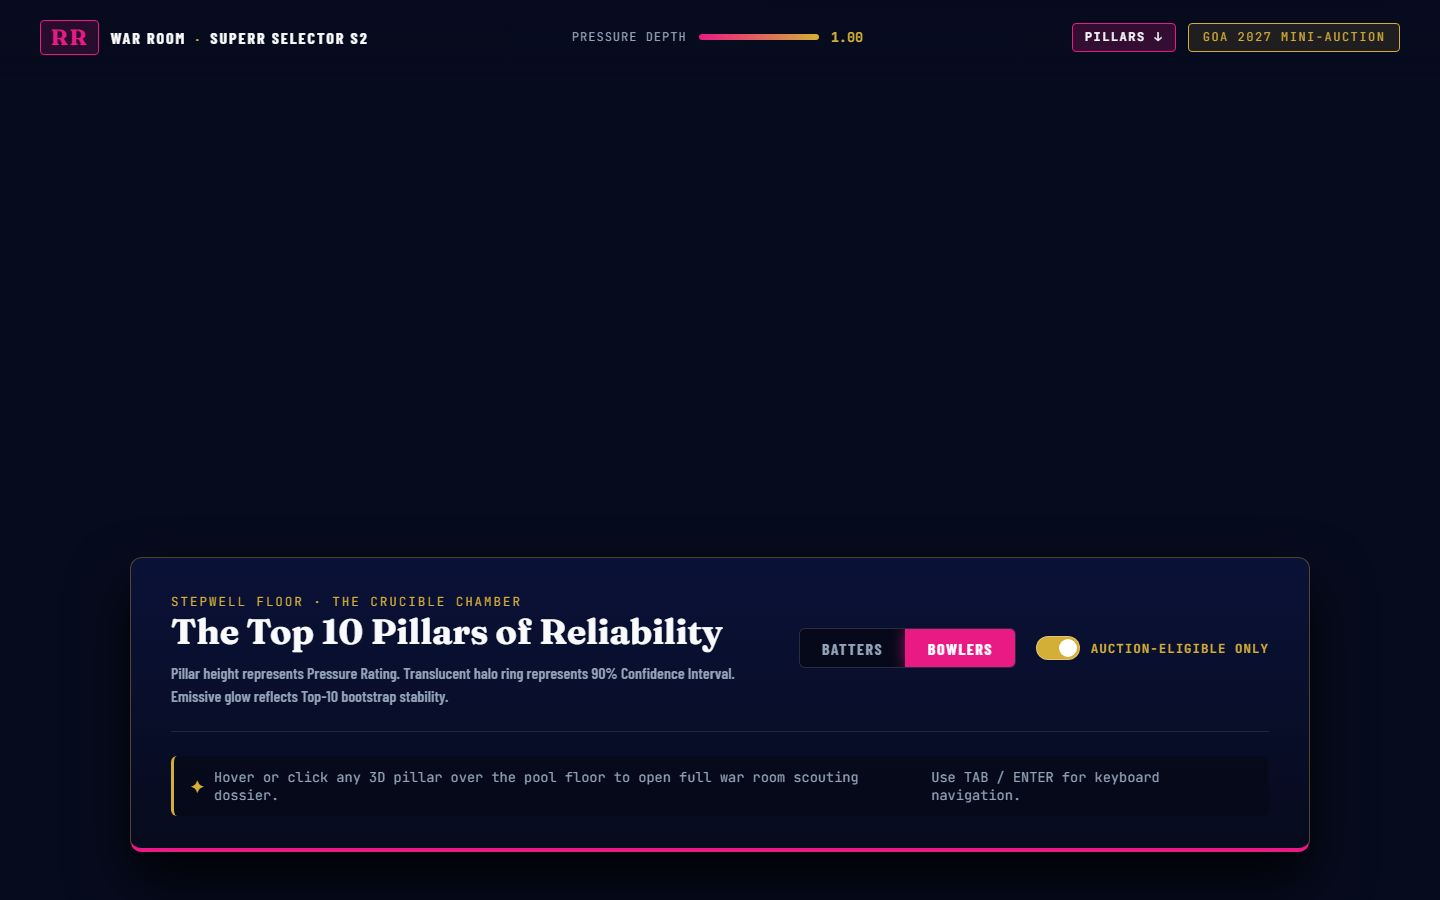 RR WAR ROOM · SUPERR SELECTOR S2
PRESSURE DEPTH 1.00
PILLARS ↓
GOA 2027 MINI-AUCTION
STEPWELL FLOOR · THE CRUCIBLE CHAMBER
The Top 10 Pillars of Reliability
Pillar height represents Pressure Rating. Translucent halo ring represents 90% Confidence Interval.
Emissive glow reflects Top-10 bootstrap stability.
BATTERS
BOWLERS
AUCTION-ELIGIBLE ONLY
✦ Hover or click any 3D pillar over the pool floor to open full war room scouting
dossier.
Use TAB / ENTER for keyboard
navigation.